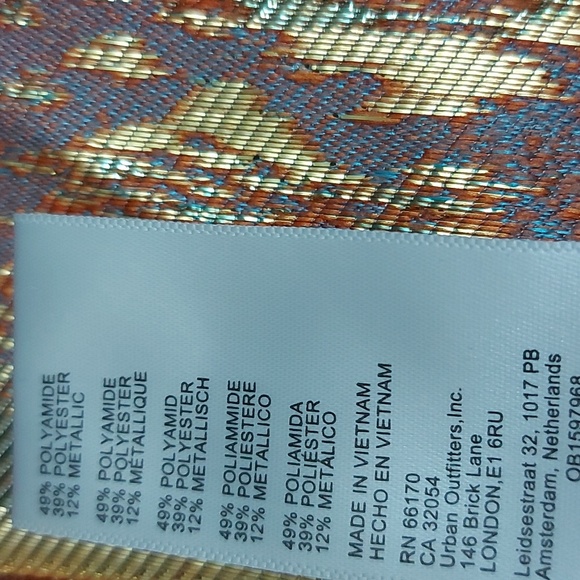 49% POLYAMIDE
39% POLYESTER
12% METALLIC
49% POLYAMIDE
39% POLYESTER
12% MÉTALLIQUE
49% POLYAMID
39% POLYESTER
12% METALLISCH
49% POLIAMMIDE
39% POLIESTERE
12% METALLICO
49% POLIAMIDA
39% POLIÉSTER
12% METÁLICO
MADE IN VIETNAM
HECHO EN VIETNAM
RN 66170
CA 32054
Urban Outfitters,Inc.
146 Brick Lane
LONDON,E1 6RU
Leidsestraat 32, 1017 PB
Amsterdam, Netherlands